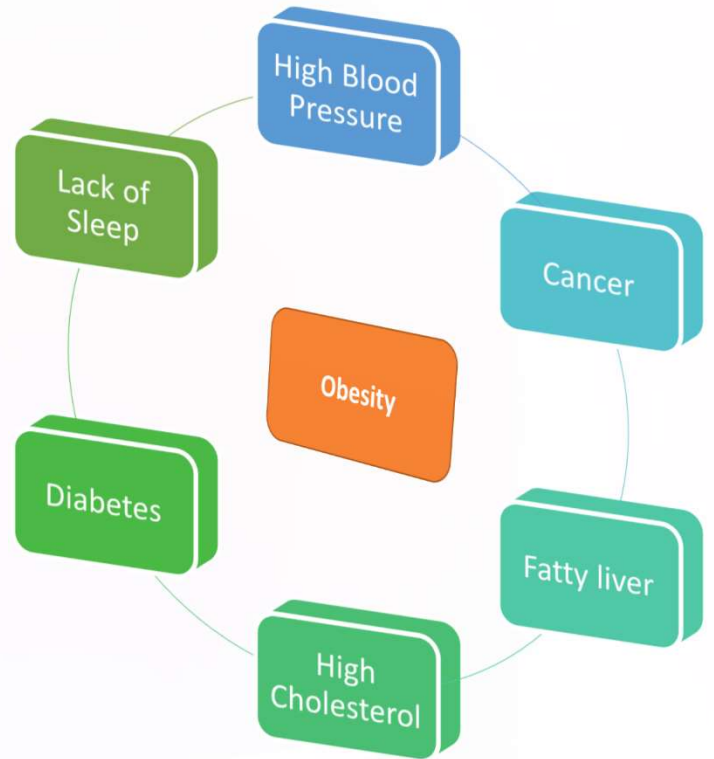 High Blood
Pressure
Lack of
Sleep
Cancer
Obesity
Diabetes
Fatty liver
High
Cholesterol